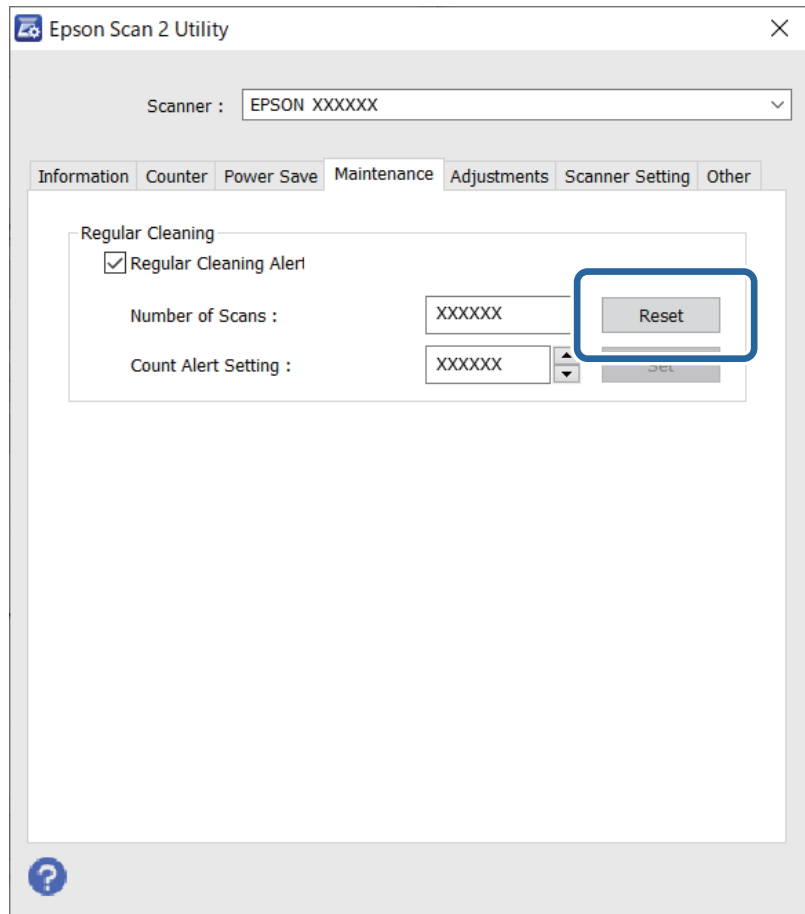 Epson Scan 2 Utility
Scanner : EPSON XXXXXX
Information Counter Power Save Maintenance Adjustments Scanner Setting Other
Regular Cleaning
Regular Cleaning Alert
Number of Scans : XXXXXX Reset
Count Alert Setting : XXXXXX Set
?